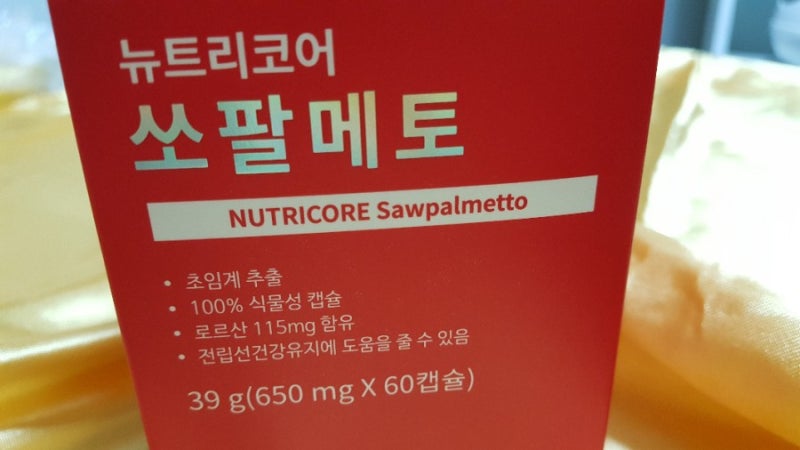 뉴트리코어
쏘팔메토
NUTRICORE Sawpalmetto
• 초임계 추출
• 100% 식물성 캡슐
• 로르산 115mg 함유
• 전립선건강유지에 도움을 줄 수 있음
39 g(650 mg X 60캡슐)